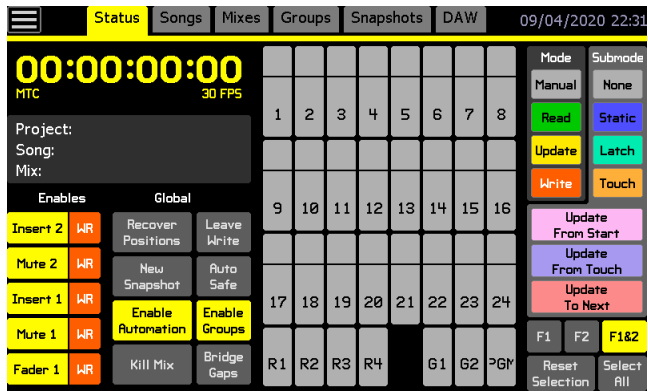 Status Songs Mixes Groups Snapshots DAW 09/04/2020 22:31
00:00:00:00
MTC 30 FPS
Project:
Song:
Mix:
Enables Global
Insert 2 WR Recover Positions Leave Write
Mute 2 WR New Snapshot Auto Safe
Insert 1 WR
Mute 1 WR Enable Automation Enable Groups
Fader 1 WR Kill Mix Bridge Gaps
1 2 3 4 5 6 7 8
9 10 11 12 13 14 15 16
17 18 19 20 21 22 23 24
R1 R2 R3 R4 G1 G2 PGM
Mode Submode
Manual None
Read Static
Update Latch
Write Touch
Update
From Start
Update
From Touch
Update
To Next
F1 F2 F1&2
Reset Selection Select All